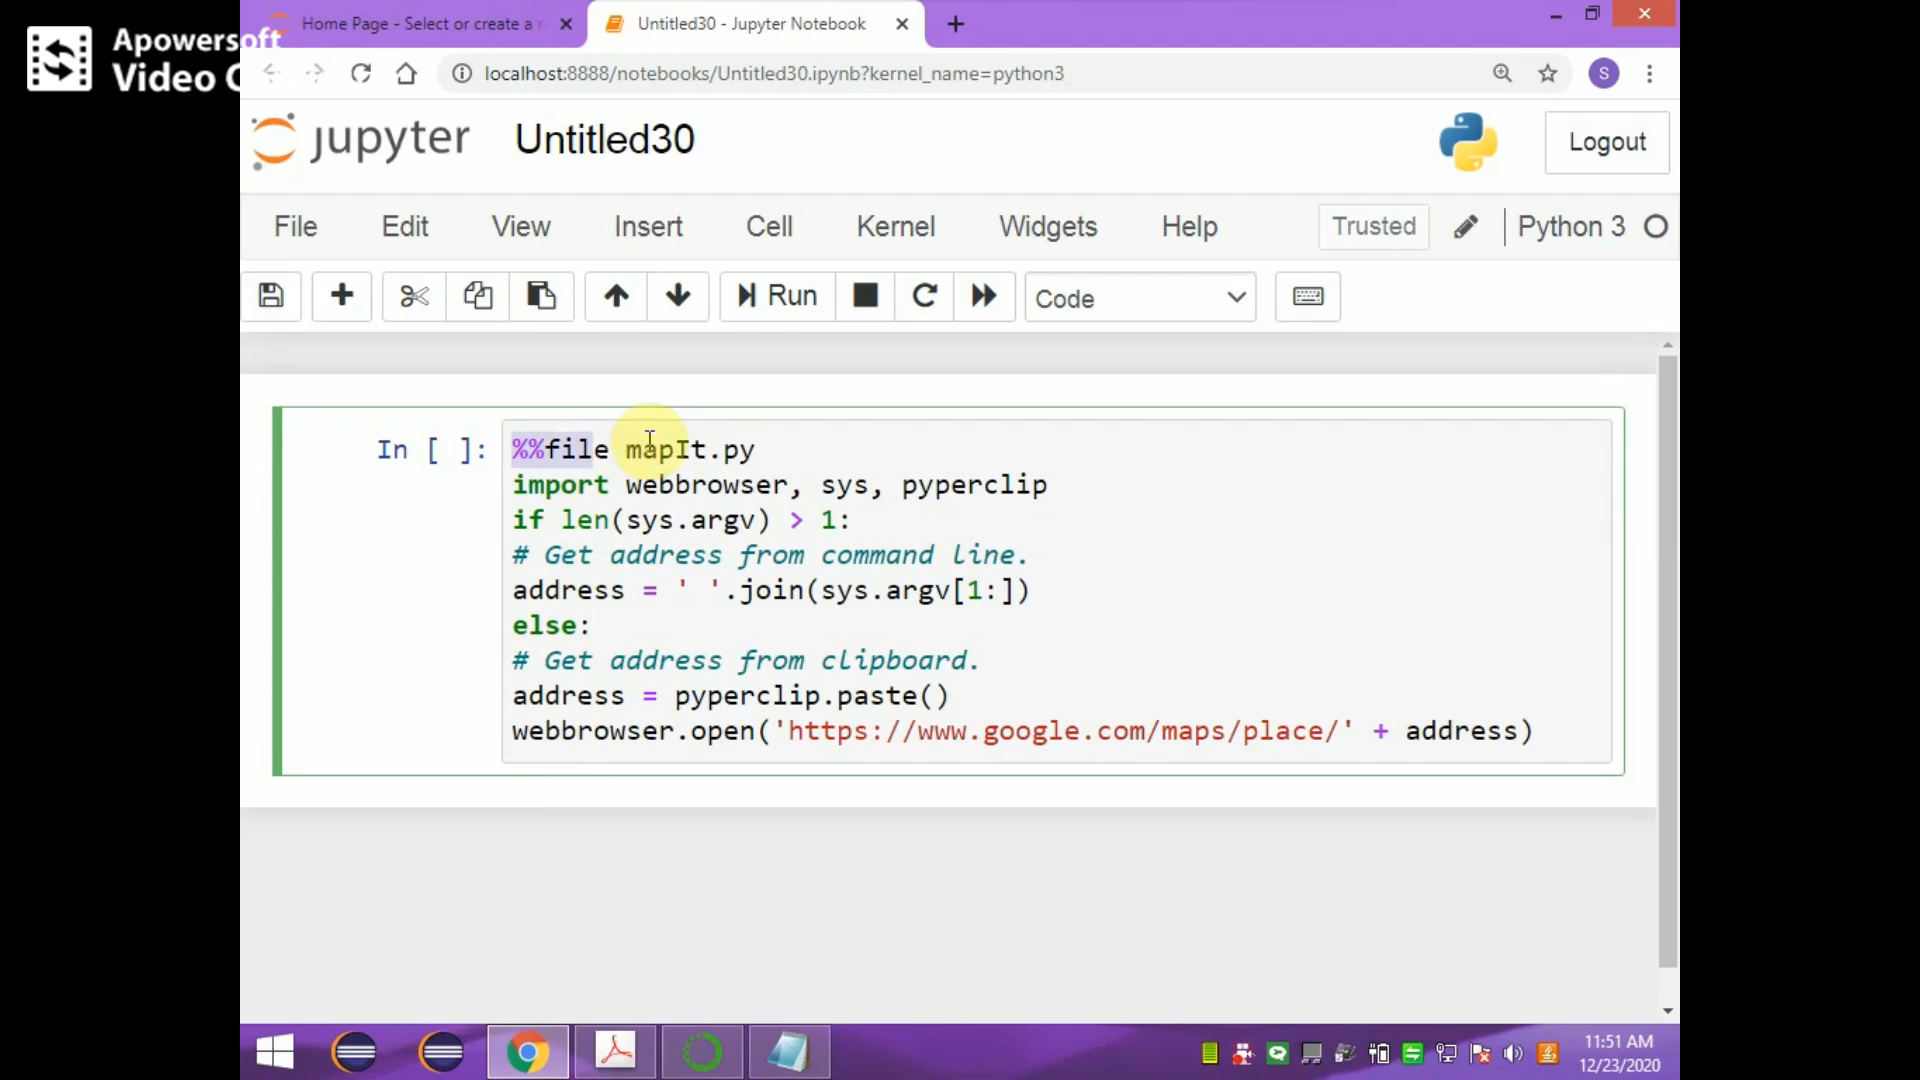 Apowersoft
Video C
Home Page - Select or create a n
Untitled30 - Jupyter Notebook
localhost:8888/notebooks/Untitled30.ipynb?kernel_name=python3
S
jupyter Untitled30
Logout
File Edit View Insert Cell Kernel Widgets Help Trusted Python 3
Run Code
In [ ]: %%file mapIt.py
import webbrowser, sys, pyperclip
if len(sys.argv) > 1:
# Get address from command line.
address = ' '.join(sys.argv[1:])
else:
# Get address from clipboard.
address = pyperclip.paste()
webbrowser.open('https://www.google.com/maps/place/' + address)
11:51 AM
12/23/2020